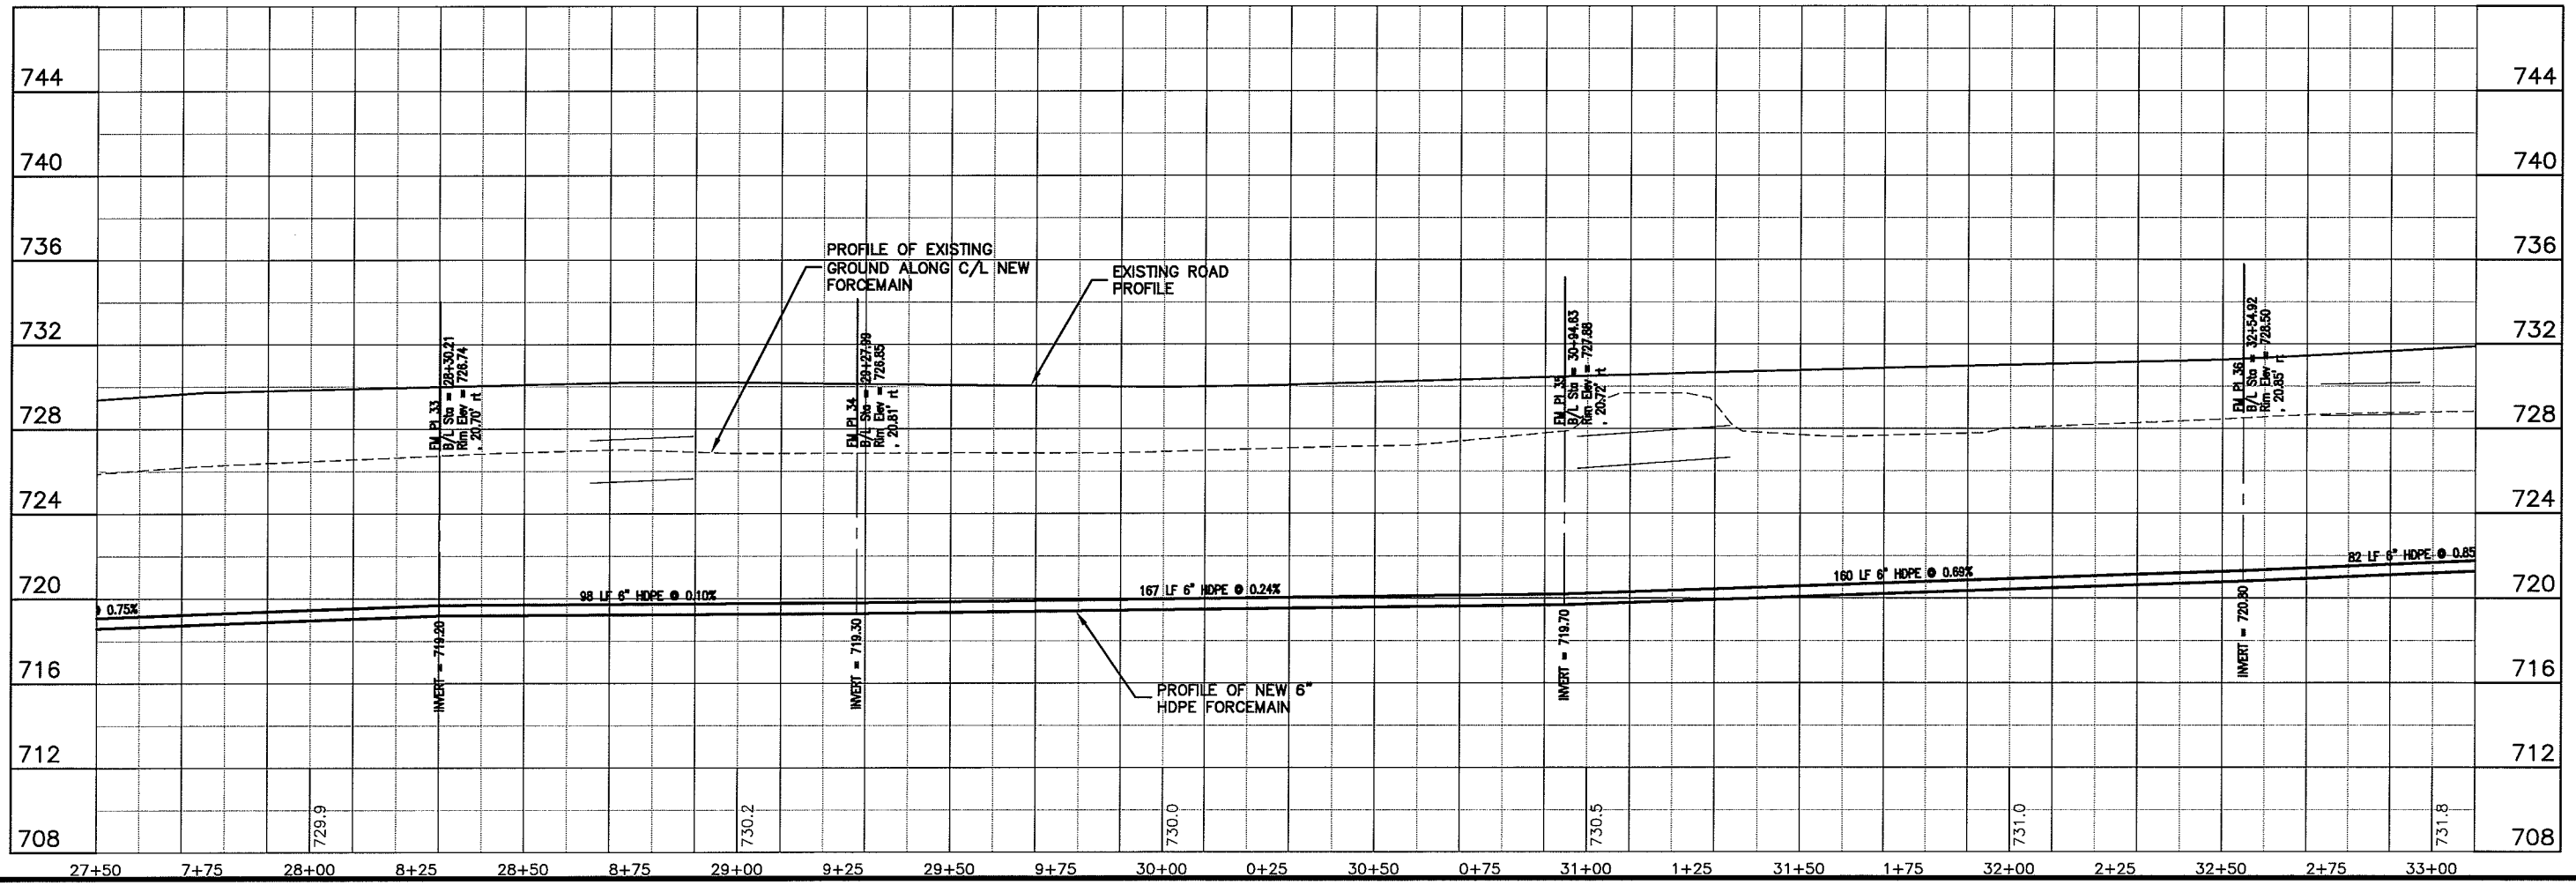 744
744
740
740
736
736
PROFILE OF EXISTING
GROUND ALONG C/L NEW
FORCEMAIN
EXISTING ROAD
PROFILE
732
732
FM PI 33
B/L Sta = 28+30.21
Rim Elev = 726.74
, 20.70' rt
FM PI 34
B/L Sta = 29+27.99
Rim Elev = 726.85
, 20.81' rt
FM PI 35
B/L Sta = 30+94.63
Rim Elev = 727.88
, 20.72' rt
FM PI 36
B/L Sta = 32+54.92
Rim Elev = 728.50
, 20.85' rt
728
728
724
724
720
720
0.75%
98 LF 6" HDPE @ 0.10%
167 LF 6" HDPE @ 0.24%
160 LF 6" HDPE @ 0.69%
82 LF 6" HDPE @ 0.85
INVERT = 719.20
INVERT = 719.30
INVERT = 719.70
INVERT = 720.80
716
716
PROFILE OF NEW 6"
HDPE FORCEMAIN
712
712
729.9
730.2
730.0
730.5
731.0
731.8
708
708
27+50 7+75 28+00 8+25 28+50 8+75 29+00 9+25 29+50 9+75 30+00 0+25 30+50 0+75 31+00 1+25 31+50 1+75 32+00 2+25 32+50 2+75 33+00